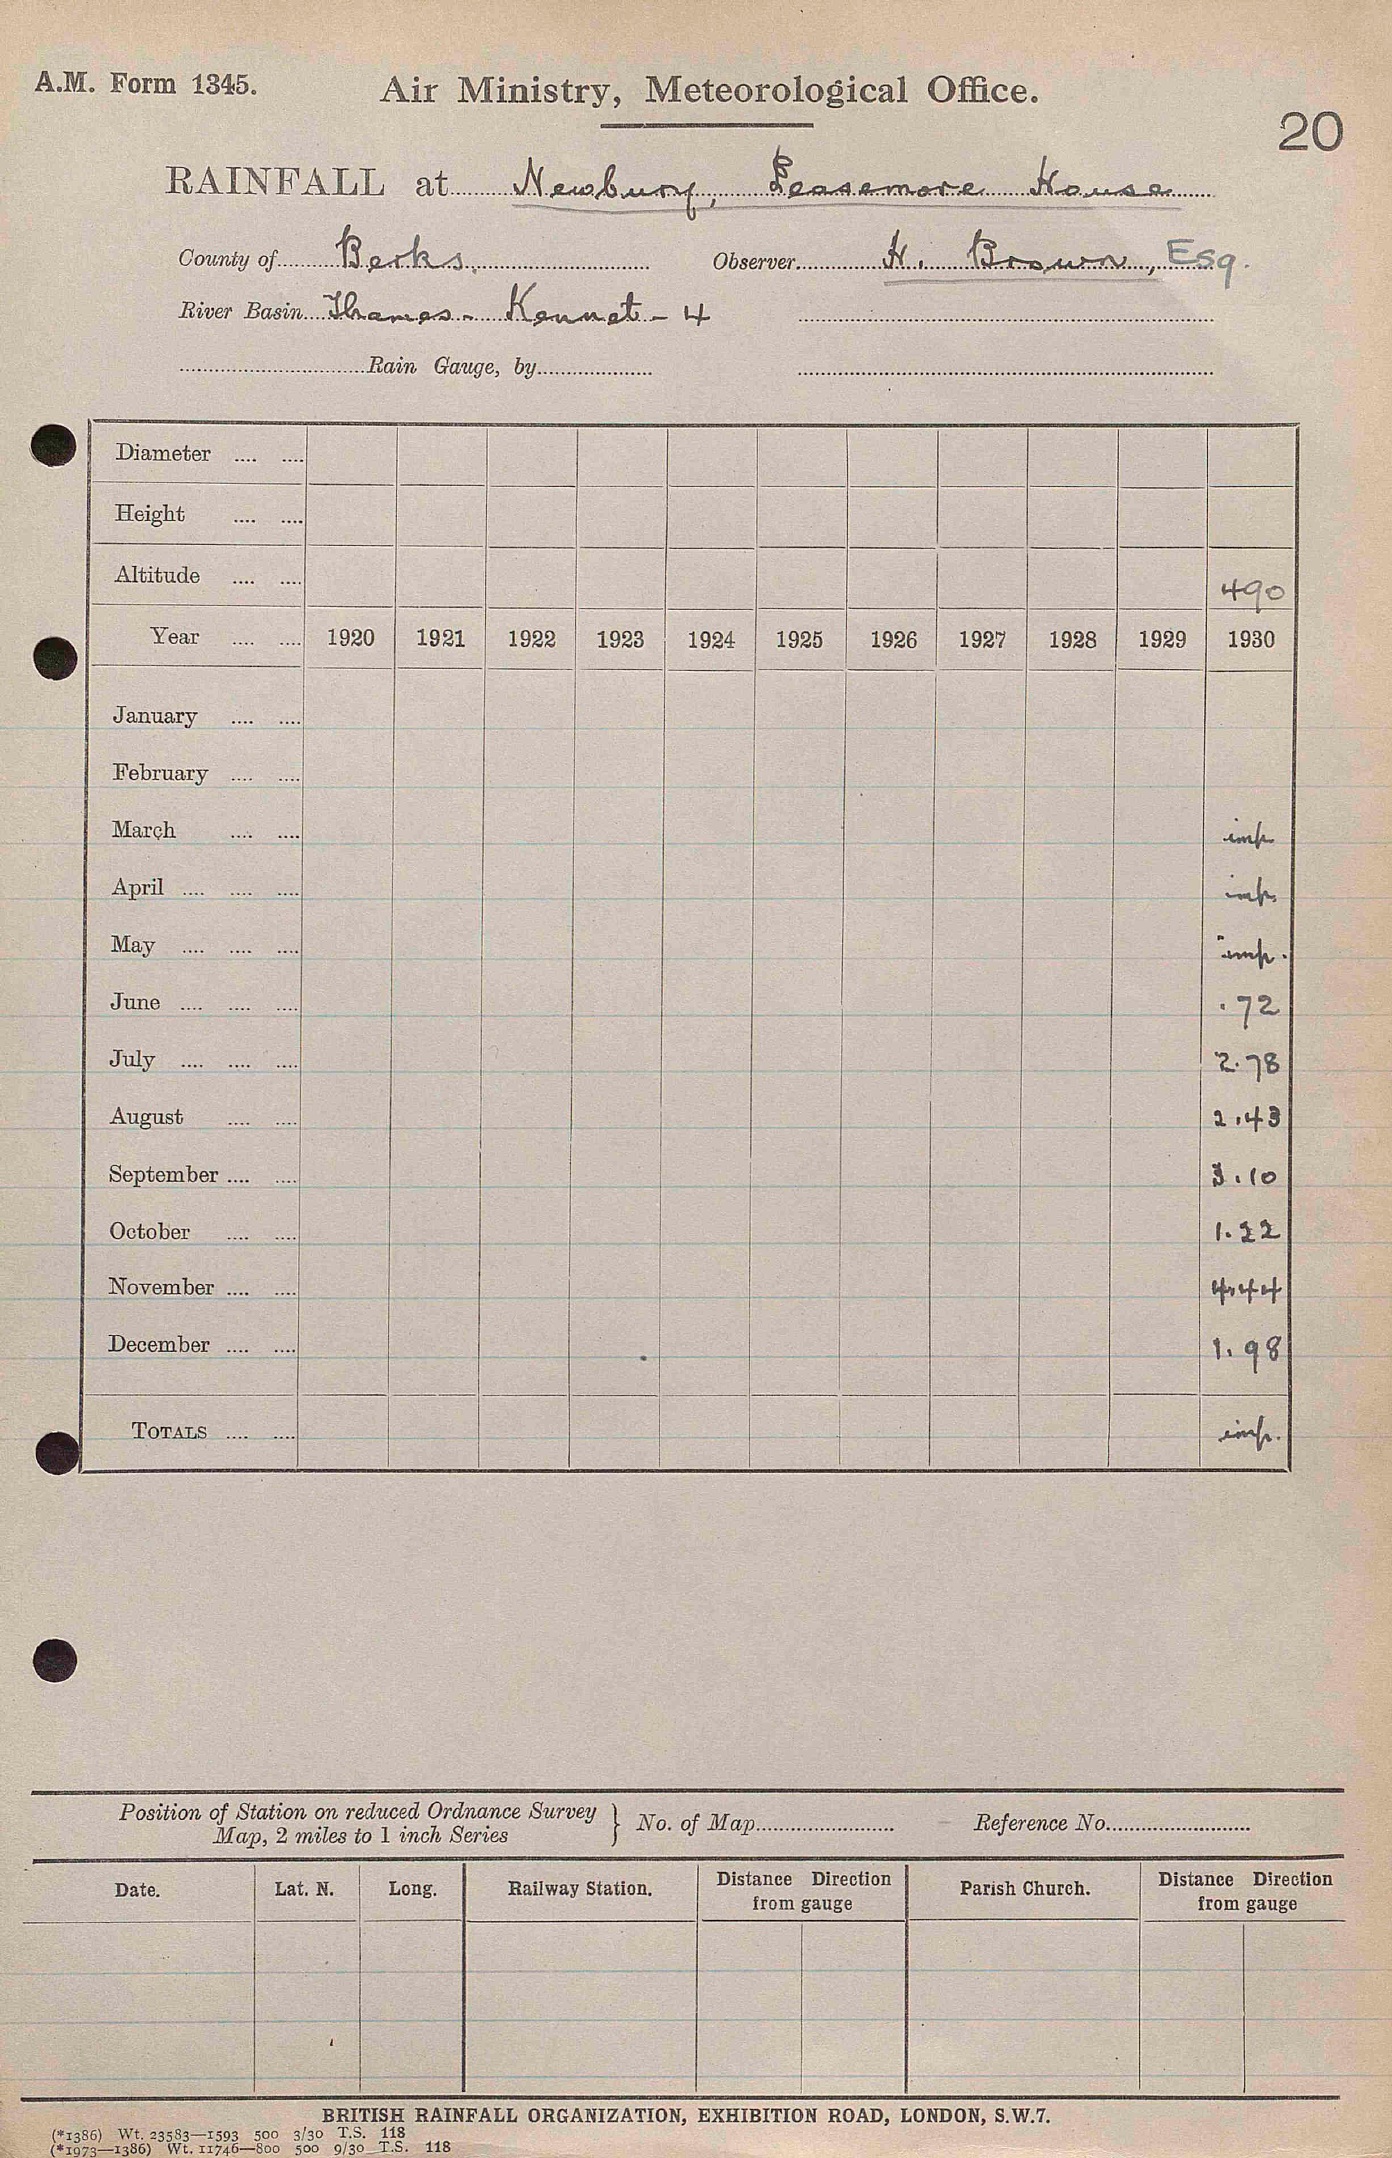 A.M. Form 1345.
Air Ministry, Meteorological Office.
20
RAINFALL at Newbury, Leasemore House
County of Berks. Observer H. Brown, Esq.
River Basin Thames - Kennet - 4
Rain Gauge, by
Diameter
Height
Altitude 490
Year 1920 1921 1922 1923 1924 1925 1926 1927 1928 1929 1930
January
February
March imp
April imp.
May imp.
June .72
July 2.78
August 2.43
September 3.10
October 1.22
November 4.44
December 1.98
TOTALS imp.
Position of Station on reduced Ordnance Survey
Map, 2 miles to 1 inch Series } No. of Map Reference No.
Date. Lat. N. Long. Railway Station. Distance Direction from gauge Parish Church. Distance Direction from gauge
BRITISH RAINFALL ORGANIZATION, EXHIBITION ROAD, LONDON, S.W.7.
(*1386) Wt. 23583—1593 500 3/30 T.S. 118
(*1973—1386) Wt. 11746—800 500 9/30 T.S. 118